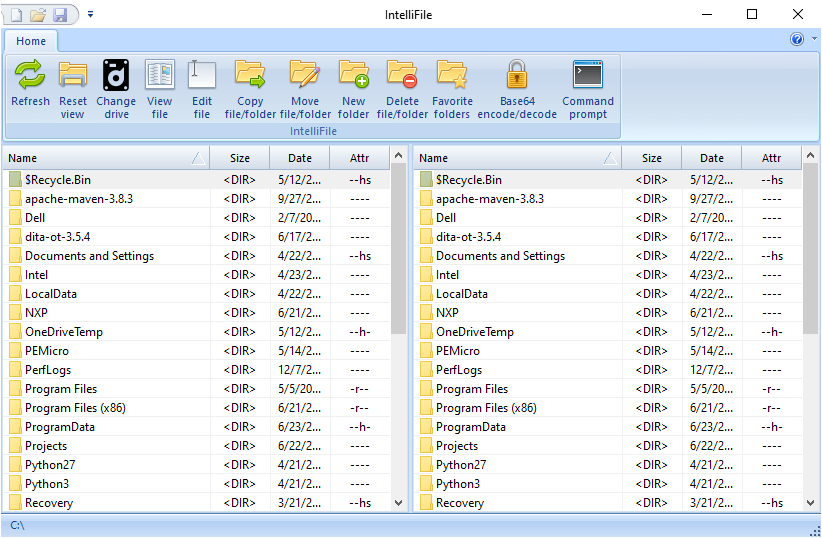 IntelliFile
Home
Refresh
Reset view
Change drive
View file
Edit file
Copy file/folder
Move file/folder
New folder
Delete file/folder
Favorite folders
Base64 encode/decode
Command prompt
IntelliFile
Name Size Date Attr Name Size Date Attr
$Recycle.Bin <DIR> 5/12/2... --hs $Recycle.Bin <DIR> 5/12/2... --hs
apache-maven-3.8.3 <DIR> 9/27/2... ---- apache-maven-3.8.3 <DIR> 9/27/2... ----
Dell <DIR> 2/7/20... ---- Dell <DIR> 2/7/20... ----
dita-ot-3.5.4 <DIR> 6/17/2... ---- dita-ot-3.5.4 <DIR> 6/17/2... ----
Documents and Settings <DIR> 4/22/2... --hs Documents and Settings <DIR> 4/22/2... --hs
Intel <DIR> 4/23/2... ---- Intel <DIR> 4/23/2... ----
LocalData <DIR> 4/22/2... ---- LocalData <DIR> 4/22/2... ----
NXP <DIR> 6/21/2... ---- NXP <DIR> 6/21/2... ----
OneDriveTemp <DIR> 5/12/2... --h- OneDriveTemp <DIR> 5/12/2... --h-
PEMicro <DIR> 5/14/2... ---- PEMicro <DIR> 5/14/2... ----
PerfLogs <DIR> 12/7/2... ---- PerfLogs <DIR> 12/7/2... ----
Program Files <DIR> 5/5/20... -r-- Program Files <DIR> 5/5/20... -r--
Program Files (x86) <DIR> 6/21/2... -r-- Program Files (x86) <DIR> 6/21/2... -r--
ProgramData <DIR> 6/23/2... --h- ProgramData <DIR> 6/23/2... --h-
Projects <DIR> 6/22/2... ---- Projects <DIR> 6/22/2... ----
Python27 <DIR> 4/21/2... ---- Python27 <DIR> 4/21/2... ----
Python3 <DIR> 4/21/2... ---- Python3 <DIR> 4/21/2... ----
Recovery <DIR> 3/21/2... --hs Recovery <DIR> 3/21/2... --hs
C:\